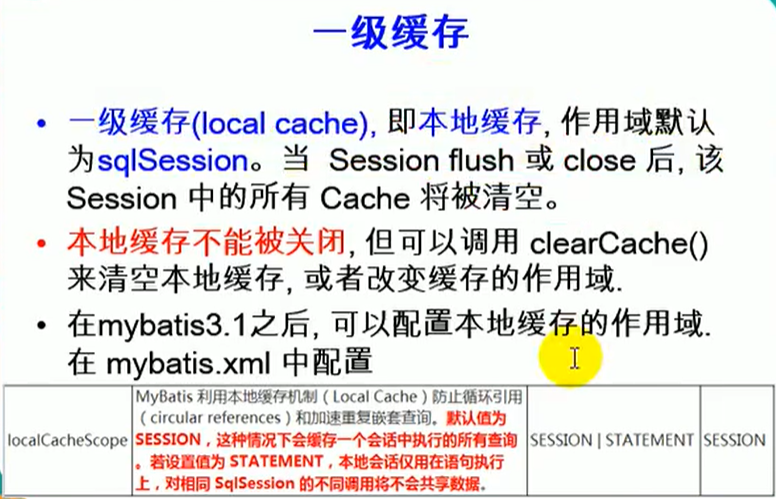 一级缓存
• 一级缓存(local cache), 即本地缓存, 作用域默认
为sqlSession。当 Session flush 或 close 后, 该
Session 中的所有 Cache 将被清空。
• 本地缓存不能被关闭, 但可以调用 clearCache()
来清空本地缓存, 或者改变缓存的作用域.
• 在mybatis3.1之后, 可以配置本地缓存的作用域.
在 mybatis.xml 中配置
MyBatis 利用本地缓存机制（Local Cache）防止循环引用
（circular references）和加速重复嵌套查询。默认值为
localCacheScope SESSION，这种情况下会缓存一个会话中执行的所有查询 SESSION | STATEMENT SESSION
。若设置值为 STATEMENT，本地会话仅用在语句执行
上，对相同 SqlSession 的不同调用将不会共享数据。